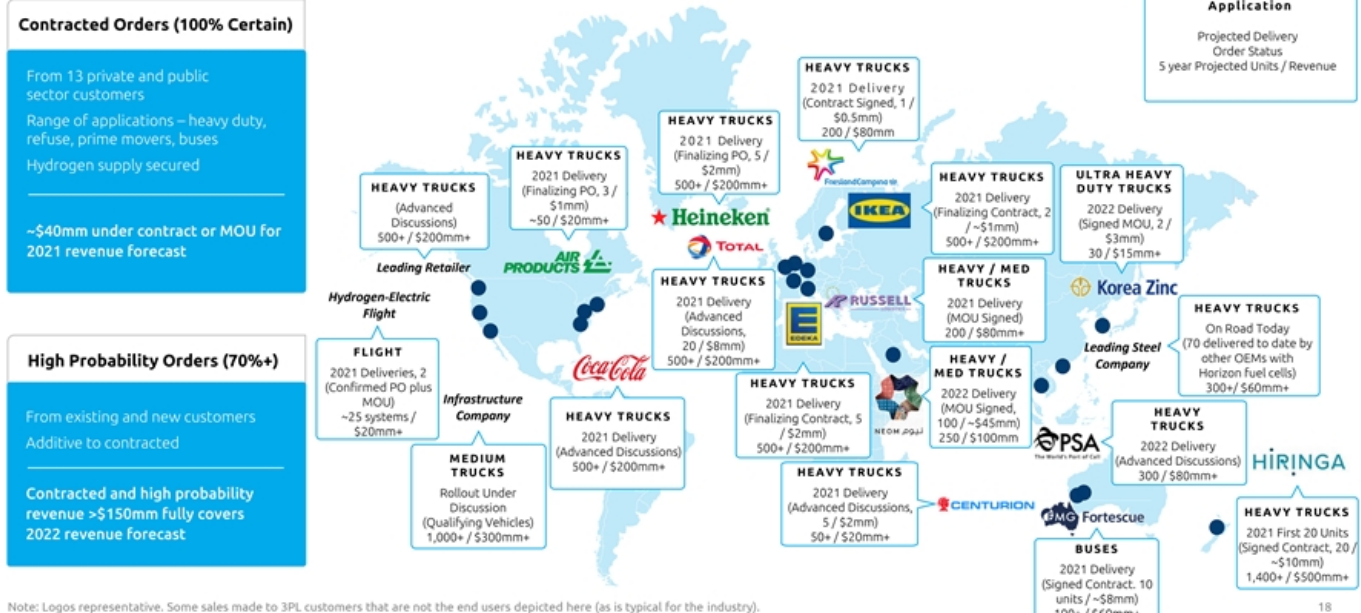 Contracted Orders (100% Certain)
From 13 private and public
sector customers
Range of applications – heavy duty,
refuse, prime movers, buses
Hydrogen supply secured
~$40mm under contract or MOU for
2021 revenue forecast
High Probability Orders (70%+)
From existing and new customers
Additive to contracted
Contracted and high probability
revenue >$150mm fully covers
2022 revenue forecast
Application
Projected Delivery
Order Status
5 year Projected Units / Revenue
HEAVY TRUCKS
(Advanced
Discussions)
500+ / $200mm+
Leading Retailer
Hydrogen-Electric
Flight
FLIGHT
2021 Deliveries, 2
(Confirmed PO plus
MOU)
~25 systems /
$20mm+
HEAVY TRUCKS
2021 Delivery
(Finalizing PO, 3 /
$1mm)
~50 / $20mm+
AIR
PRODUCTS
Infrastructure
Company
MEDIUM
TRUCKS
Rollout Under
Discussion
(Qualifying Vehicles)
1,000+ / $300mm+
Coca-Cola
HEAVY TRUCKS
2021 Delivery
(Advanced Discussions)
500+ / $200mm+
HEAVY TRUCKS
2021 Delivery
(Finalizing PO, 5 /
$2mm)
500+ / $200mm+
Heineken
TOTAL
HEAVY TRUCKS
2021 Delivery
(Advanced
Discussions,
20 / $8mm)
500+ / $200mm+
HEAVY TRUCKS
2021 Delivery
(Contract Signed, 1 /
$0.5mm)
200 / $80mm
FrieslandCampina
IKEA
HEAVY TRUCKS
2021 Delivery
(Finalizing Contract, 2
/ ~$1mm)
500+ / $200mm+
RUSSELL
HEAVY / MED
TRUCKS
2021 Delivery
(MOU Signed)
200 / $80mm+
EDEKA
HEAVY TRUCKS
2021 Delivery
(Finalizing Contract, 5
/ $2mm)
500+ / $200mm+
NEOM نيوم
HEAVY /
MED TRUCKS
2022 Delivery
(MOU Signed,
100 / ~$45mm)
250 / $100mm
HEAVY TRUCKS
2021 Delivery
(Advanced Discussions,
5 / $2mm)
50+ / $20mm+
CENTURION
ULTRA HEAVY
DUTY TRUCKS
2022 Delivery
(Signed MOU, 2 /
$3mm)
30 / $15mm+
Korea Zinc
Leading Steel
Company
HEAVY TRUCKS
On Road Today
(70 delivered to date by
other OEMs with
Horizon fuel cells)
300+/ $60mm+
PSA
The World's Port of Call
HEAVY
TRUCKS
2022 Delivery
(Advanced Discussions)
300 / $80mm+
FMG Fortescue
BUSES
2021 Delivery
(Signed Contract. 10
units / ~$8mm)
HIRINGA
HEAVY TRUCKS
2021 First 20 Units
(Signed Contract, 20 /
~$10mm)
1,400+ / $500mm+
Note: Logos representative. Some sales made to 3PL customers that are not the end users depicted here (as is typical for the industry).
18